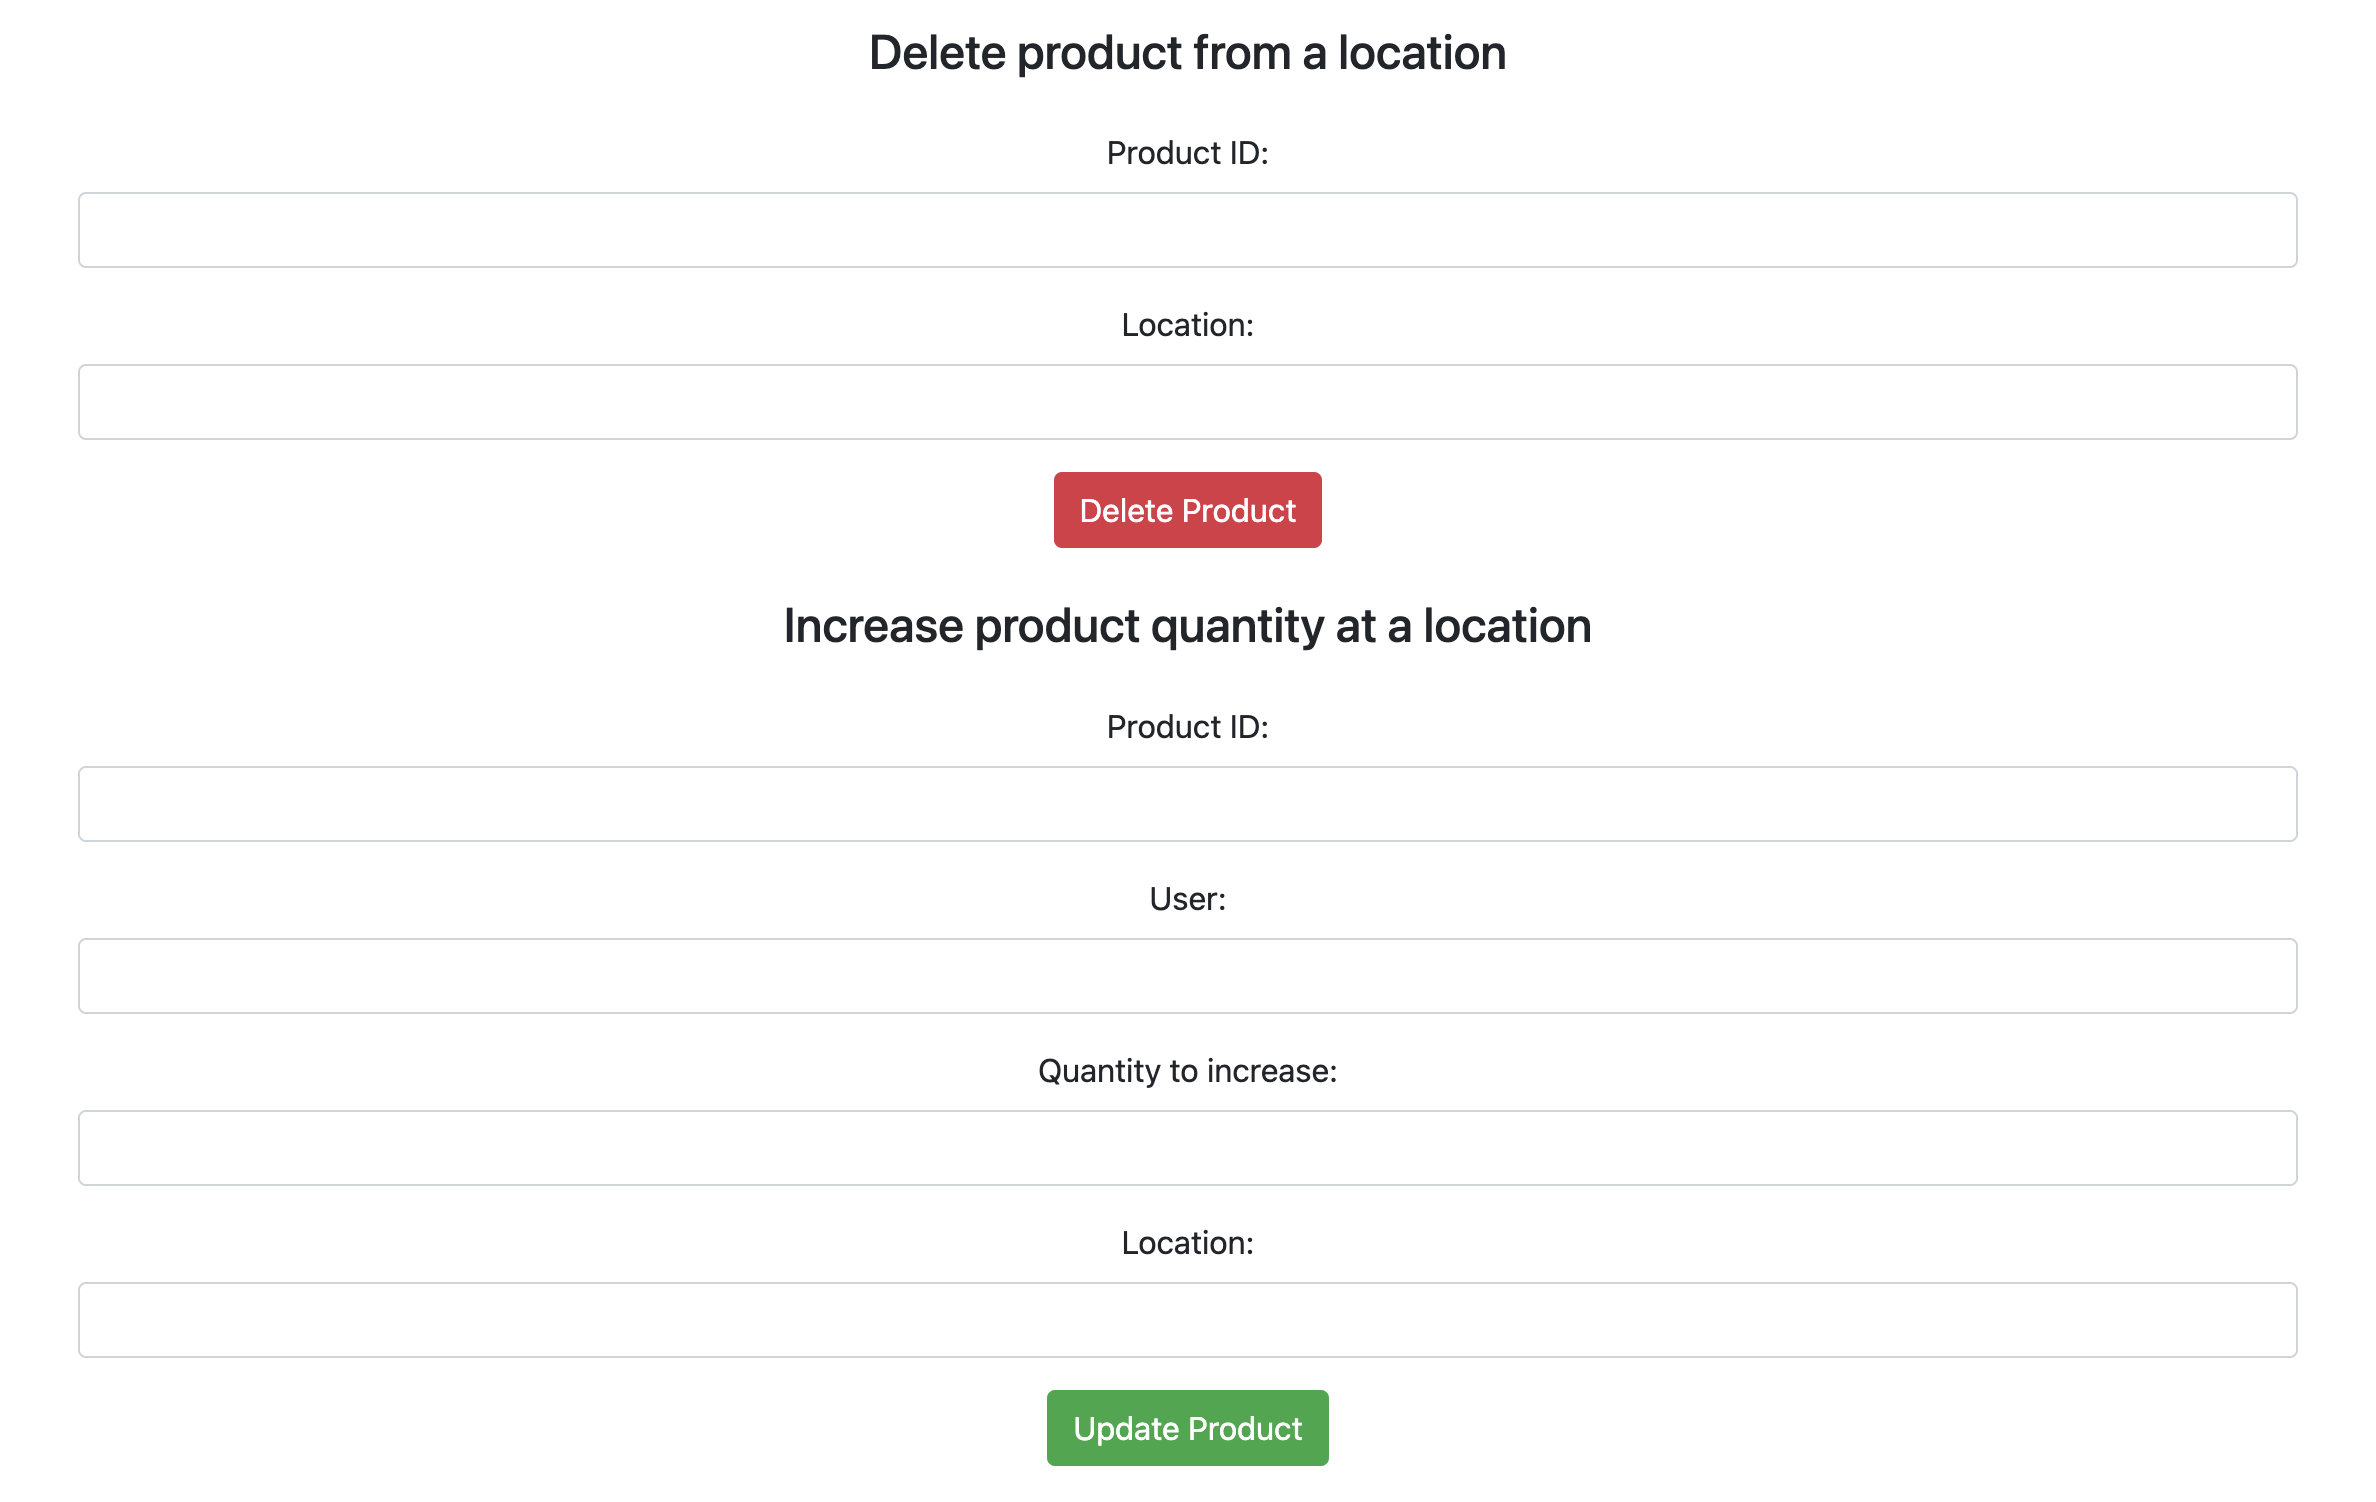 Delete product from a location
Product ID:
Location:
Delete Product
Increase product quantity at a location
Product ID:
User:
Quantity to increase:
Location:
Update Product